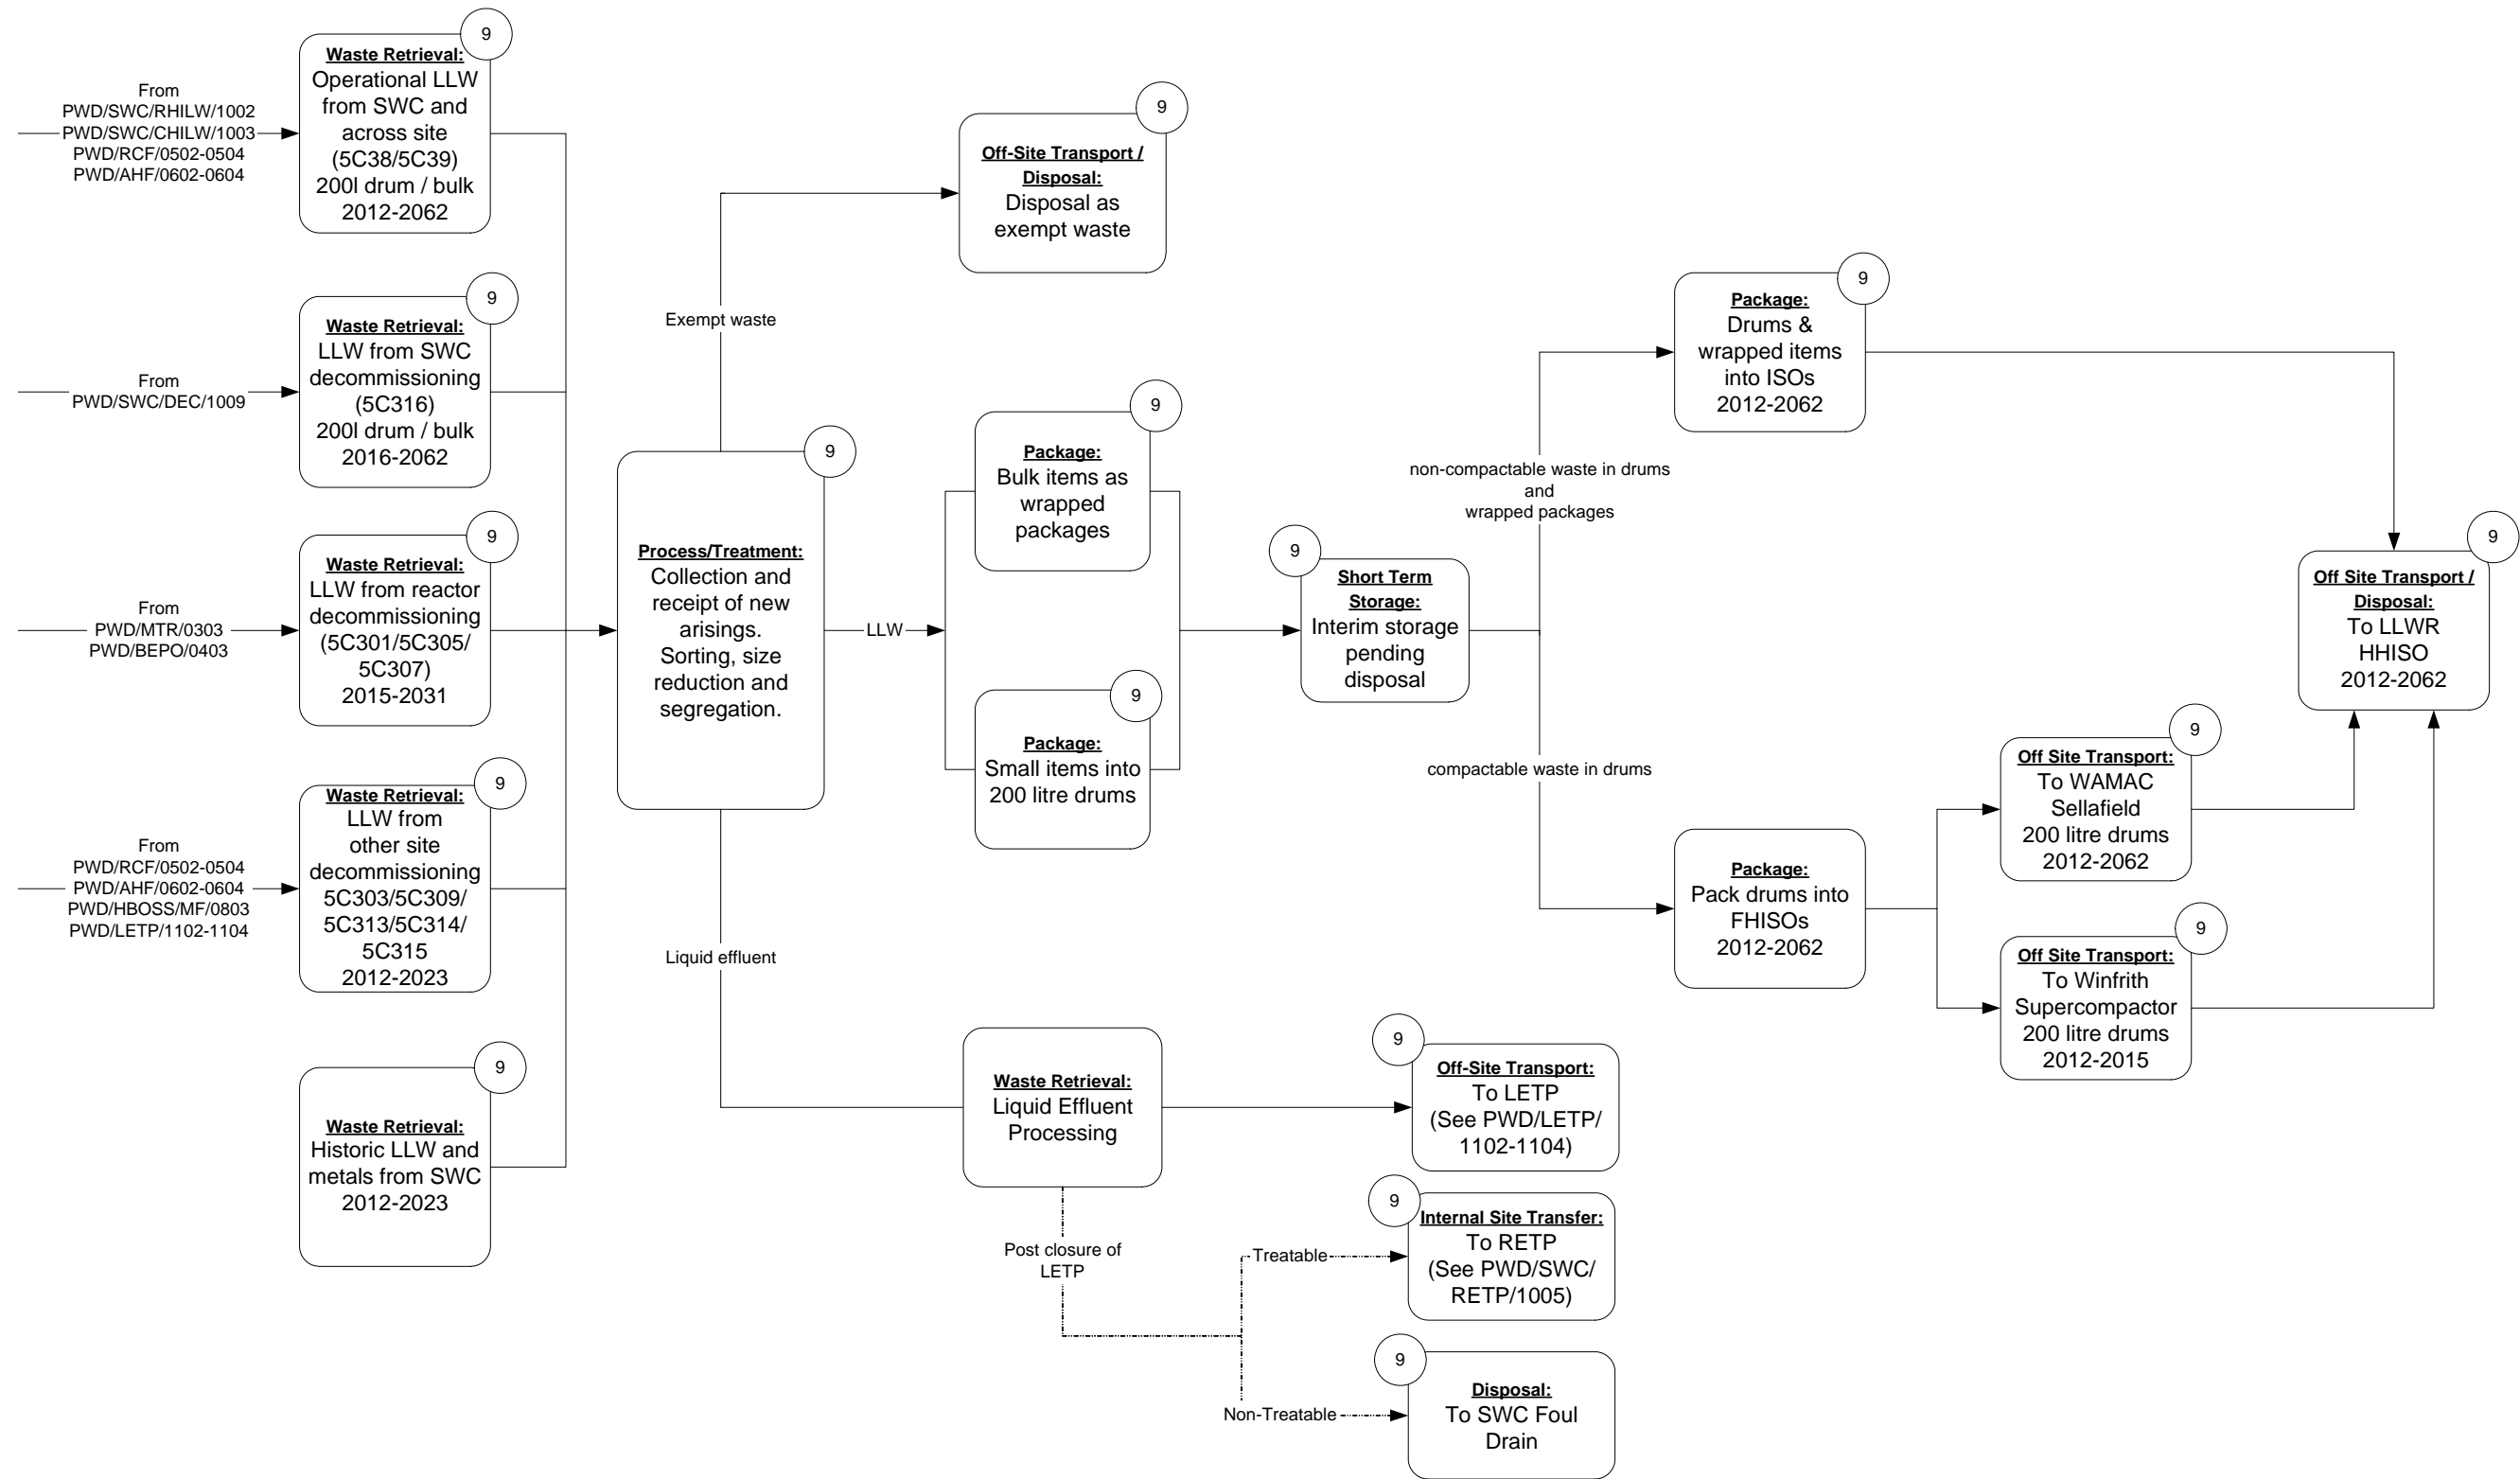 From
PWD/SWC/RHILW/1002
PWD/SWC/CHILW/1003
PWD/RCF/0502-0504
PWD/AHF/0602-0604
9
Waste Retrieval:
Operational LLW
from SWC and
across site
(5C38/5C39)
200l drum / bulk
2012-2062
From
PWD/SWC/DEC/1009
9
Waste Retrieval:
LLW from SWC
decommissioning
(5C316)
200l drum / bulk
2016-2062
From
PWD/MTR/0303
PWD/BEPO/0403
9
Waste Retrieval:
LLW from reactor
decommissioning
(5C301/5C305/
5C307)
2015-2031
From
PWD/RCF/0502-0504
PWD/AHF/0602-0604
PWD/HBOSS/MF/0803
PWD/LETP/1102-1104
9
Waste Retrieval:
LLW from
other site
decommissioning
5C303/5C309/
5C313/5C314/
5C315
2012-2023
9
Waste Retrieval:
Historic LLW and
metals from SWC
2012-2023
9
Process/Treatment:
Collection and
receipt of new
arisings.
Sorting, size
reduction and
segregation.
Exempt waste
9
Off-Site Transport /
Disposal:
Disposal as
exempt waste
LLW
9
Package:
Bulk items as
wrapped
packages
9
Package:
Small items into
200 litre drums
9
Short Term
Storage:
Interim storage
pending
disposal
non-compactable waste in drums
and
wrapped packages
9
Package:
Drums &
wrapped items
into ISOs
2012-2062
compactable waste in drums
Package:
Pack drums into
FHISOs
2012-2062
9
Off Site Transport:
To WAMAC
Sellafield
200 litre drums
2012-2062
9
Off Site Transport:
To Winfrith
Supercompactor
200 litre drums
2012-2015
9
Off Site Transport /
Disposal:
To LLWR
HHISO
2012-2062
Liquid effluent
Waste Retrieval:
Liquid Effluent
Processing
9
Off-Site Transport:
To LETP
(See PWD/LETP/
1102-1104)
Post closure of
LETP
Treatable
9
Internal Site Transfer:
To RETP
(See PWD/SWC/
RETP/1005)
Non-Treatable
9
Disposal:
To SWC Foul
Drain